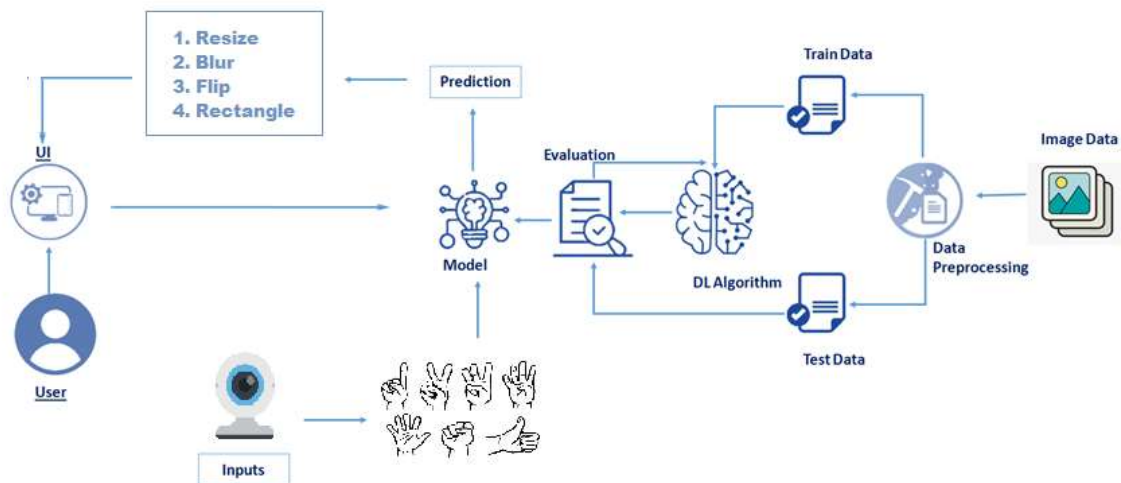 1. Resize
2. Blur
3. Flip
4. Rectangle
Prediction
Train Data
Image Data
UI
Evaluation
Model
DL Algorithm
Data
Preprocessing
User
Test Data
Inputs